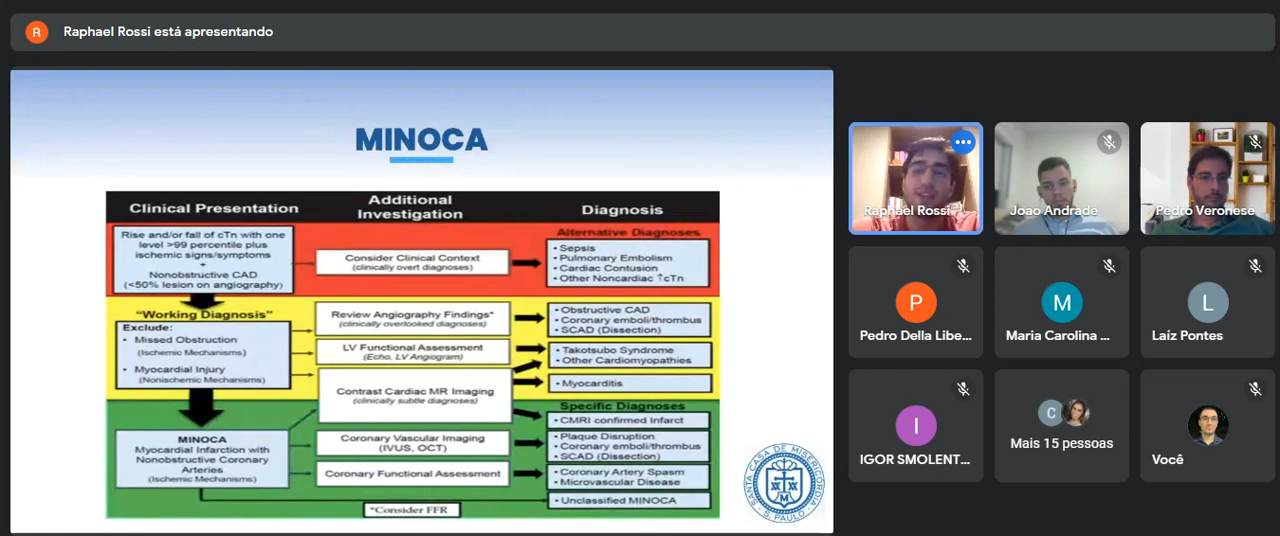 R
Raphael Rossi está apresentando
MINOCA
Clinical Presentation
Additional
Investigation
Diagnosis
Rise and/or fall of cTn with one
level >99 percentile plus
ischemic signs/symptoms
+
Nonobstructive CAD
(<50% lesion on angiography)
Consider Clinical Context
(clinically overt diagnoses)
Alternative Diagnoses
• Sepsis
• Pulmonary Embolism
• Cardiac Contusion
• Other Noncardiac ↑cTn
“Working Diagnosis”
Exclude:
• Missed Obstruction
(Ischemic Mechanisms)
• Myocardial Injury
(Nonischemic Mechanisms)
Review Angiography Findings*
(clinically overlooked diagnoses)
• Obstructive CAD
• Coronary emboli/thrombus
• SCAD (Dissection)
LV Functional Assessment
(Echo, LV Angiogram)
• Takotsubo Syndrome
• Other Cardiomyopathies
Contrast Cardiac MR Imaging
(clinically subtle diagnoses)
• Myocarditis
Specific Diagnoses
• CMRI confirmed Infarct
MINOCA
Myocardial Infarction with
Nonobstructive Coronary
Arteries
(Ischemic Mechanisms)
Coronary Vascular Imaging
(IVUS, OCT)
• Plaque Disruption
• Coronary emboli/thrombus
• SCAD (Dissection)
Coronary Functional Assessment
• Coronary Artery Spasm
• Microvascular Disease
• Unclassified MINOCA
*Consider FFR
SANTA CASA DE MISERICORDIA
S. PAULO
M
Raphael Rossi
Joao Andrade
Pedro Veronese
P
Pedro Della Libe...
M
Maria Carolina ...
L
Laíz Pontes
I
IGOR SMOLENT...
C
Mais 15 pessoas
Você